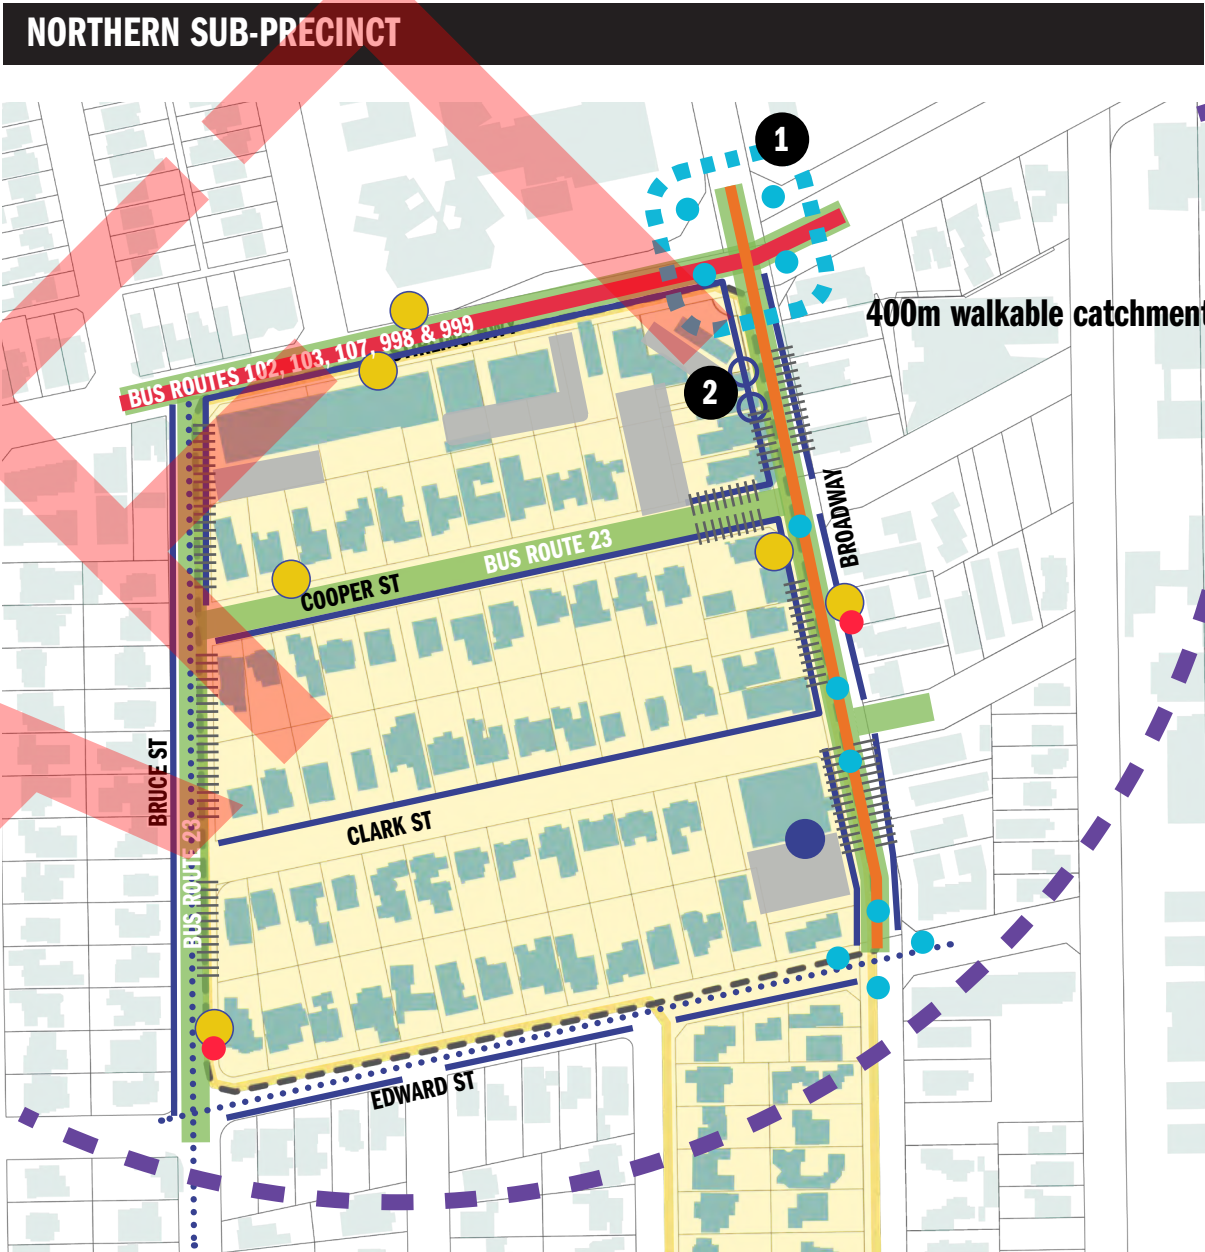 NORTHERN SUB-PRECINCT
1
400m walkable catchment
BUS ROUTES 102, 103, 107, 998 & 999
2
BROADWAY
BUS ROUTE 23
COOPER ST
BRUCE ST
CLARK ST
BUS ROUTE 23
EDWARD ST